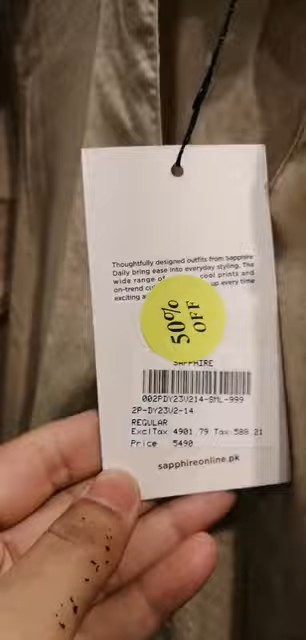 Thoughtfully designed outfits from Sapphire
Daily bring ease into everyday styling. The
wide range of cool prints and
on-trend up every time
exciting
50%
OFF
SAPPHIRE
002PDY23V214-SML-999
2P-DY23V2-14
REGULAR
ExclTax 4901.79 Tax 588.21
Price 5490
sapphireonline.pk